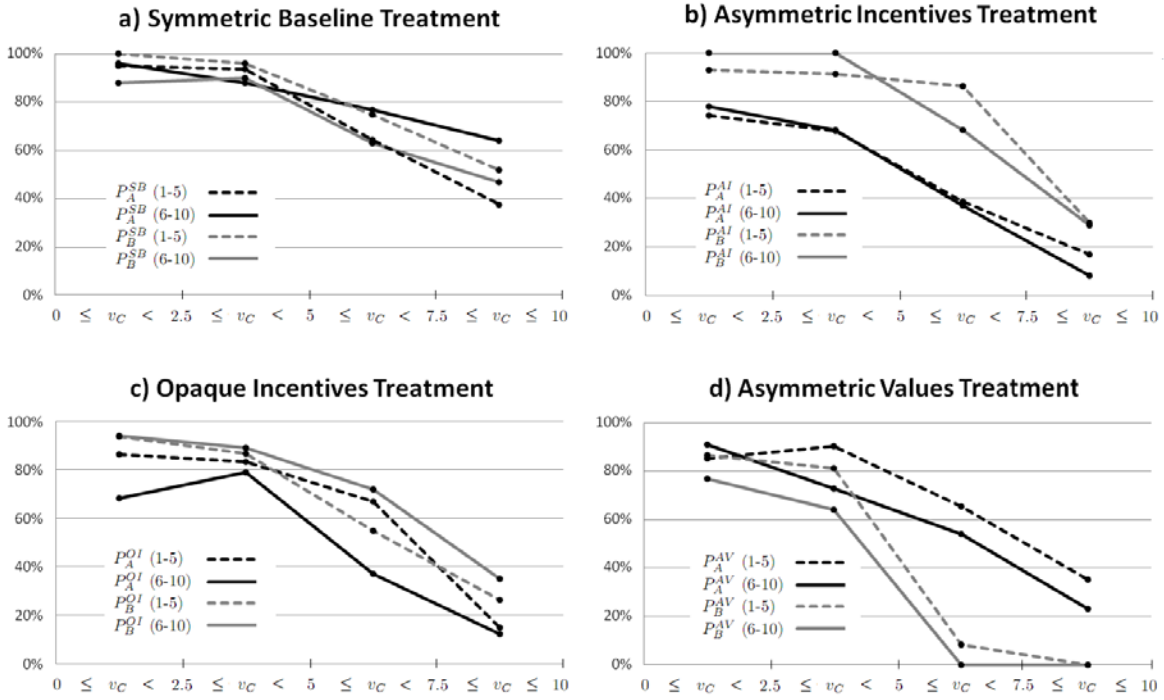 a) Symmetric Baseline Treatment
100%
80%
60%
40%
20%
0%
P_A^{SB} (1-5)
P_A^{SB} (6-10)
P_B^{SB} (1-5)
P_B^{SB} (6-10)
0 ≤ v_C < 2.5 ≤ v_C < 5 ≤ v_C < 7.5 ≤ v_C ≤ 10
b) Asymmetric Incentives Treatment
100%
80%
60%
40%
20%
0%
P_A^{AI} (1-5)
P_A^{AI} (6-10)
P_B^{AI} (1-5)
P_B^{AI} (6-10)
0 ≤ v_C < 2.5 ≤ v_C < 5 ≤ v_C < 7.5 ≤ v_C ≤ 10
c) Opaque Incentives Treatment
100%
80%
60%
40%
20%
0%
P_A^{OI} (1-5)
P_A^{OI} (6-10)
P_B^{OI} (1-5)
P_B^{OI} (6-10)
0 ≤ v_C < 2.5 ≤ v_C < 5 ≤ v_C < 7.5 ≤ v_C ≤ 10
d) Asymmetric Values Treatment
100%
80%
60%
40%
20%
0%
P_A^{AV} (1-5)
P_A^{AV} (6-10)
P_B^{AV} (1-5)
P_B^{AV} (6-10)
0 ≤ v_C < 2.5 ≤ v_C < 5 ≤ v_C < 7.5 ≤ v_C ≤ 10